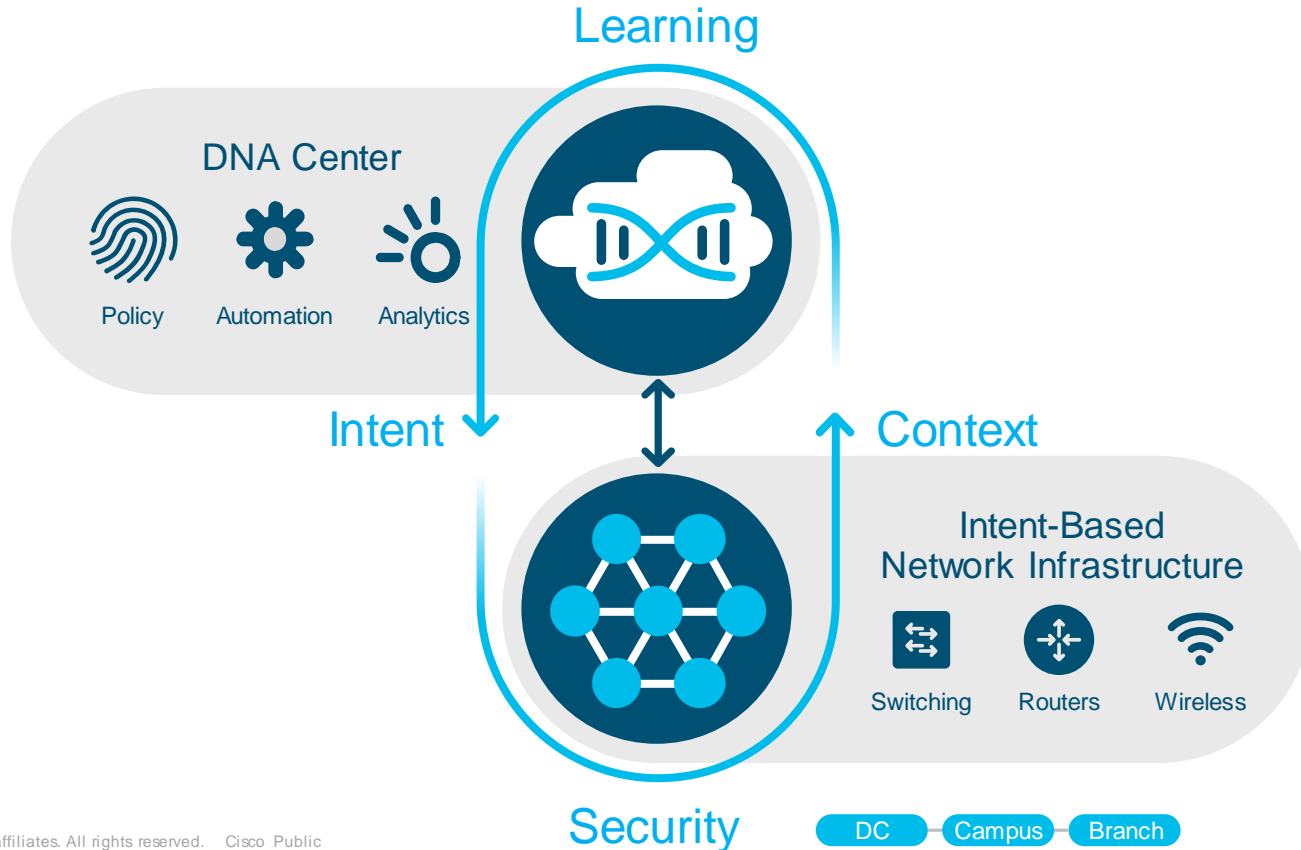 Learning
DNA Center
Policy
Automation
Analytics
Intent
Context
Intent-Based
Network Infrastructure
Switching
Routers
Wireless
Security
DC
Campus
Branch
affiliates. All rights reserved. Cisco Public